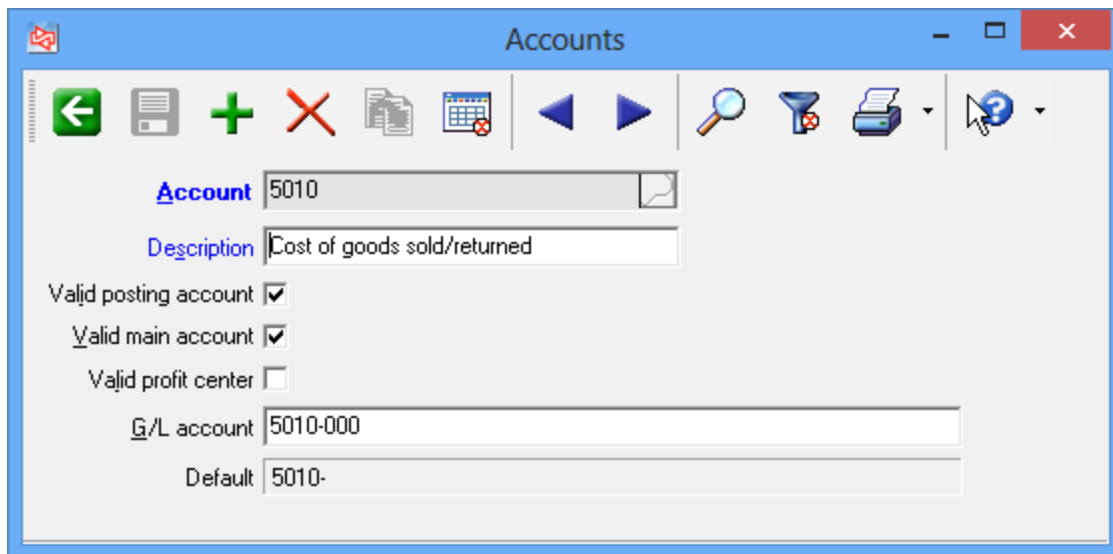 Accounts
Account 5010
Description Cost of goods sold/returned
Valid posting account
Valid main account
Valid profit center
G/L account 5010-000
Default 5010-